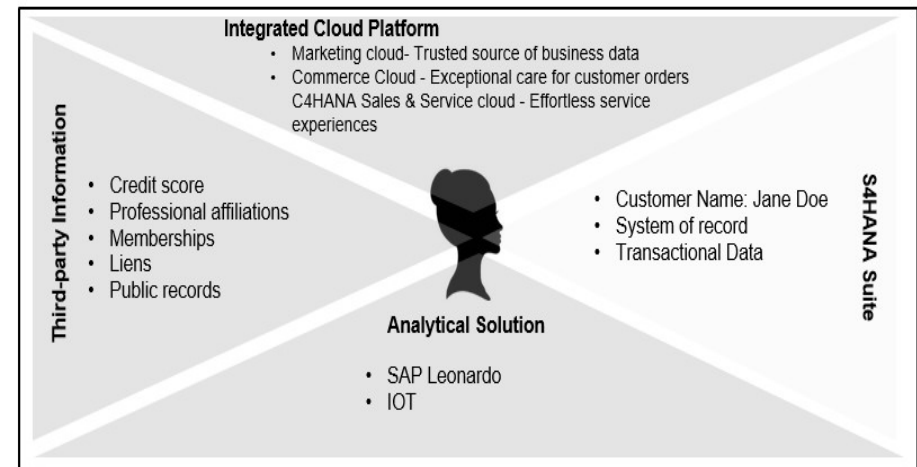 Integrated Cloud Platform
• Marketing cloud- Trusted source of business data
• Commerce Cloud - Exceptional care for customer orders
C4HANA Sales & Service cloud - Effortless service
experiences
Third-party Information
• Credit score
• Professional affiliations
• Memberships
• Liens
• Public records
• Customer Name: Jane Doe
• System of record
• Transactional Data
S4HANA Suite
Analytical Solution
• SAP Leonardo
• IOT